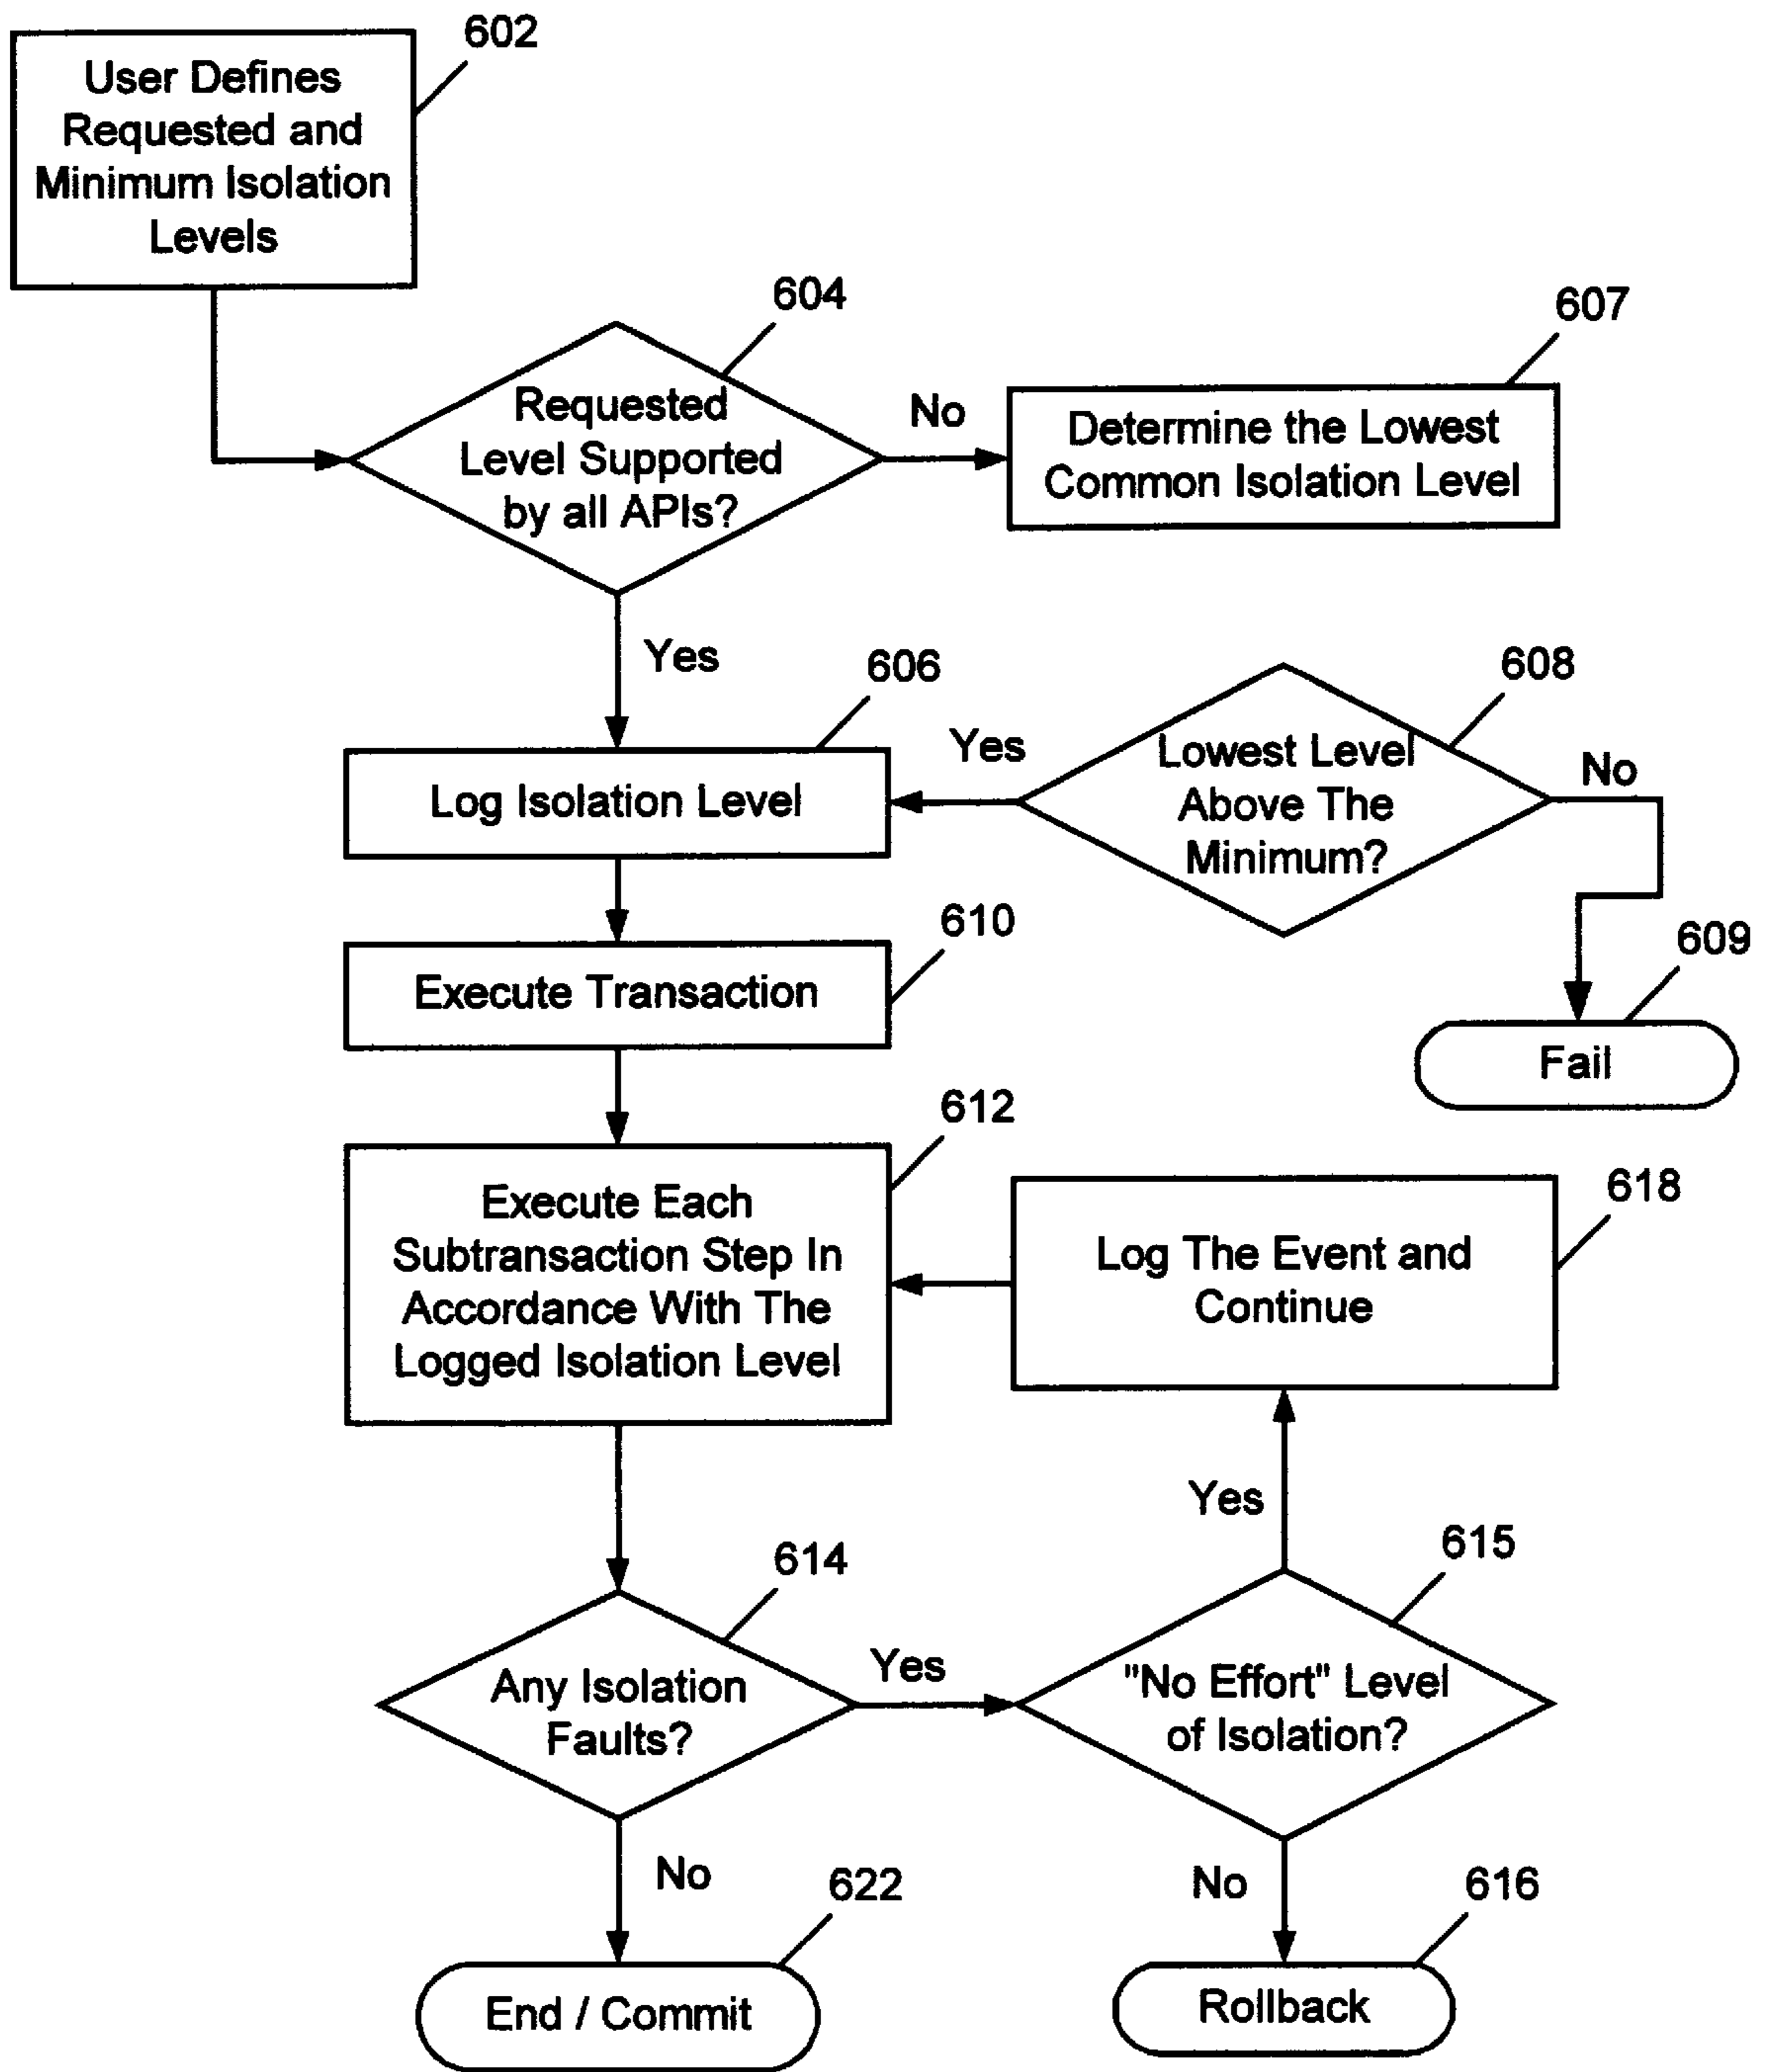 602
User Defines
Requested and
Minimum Isolation
Levels
604
Requested
Level Supported
by all APIs?
No
607
Determine the Lowest
Common Isolation Level
Yes
606
Log Isolation Level
Yes
608
Lowest Level
Above The
Minimum?
No
609
Fail
610
Execute Transaction
612
Execute Each
Subtransaction Step In
Accordance With The
Logged Isolation Level
618
Log The Event and
Continue
Yes
614
Any Isolation
Faults?
Yes
615
"No Effort" Level
of Isolation?
No
622
End / Commit
No
616
Rollback